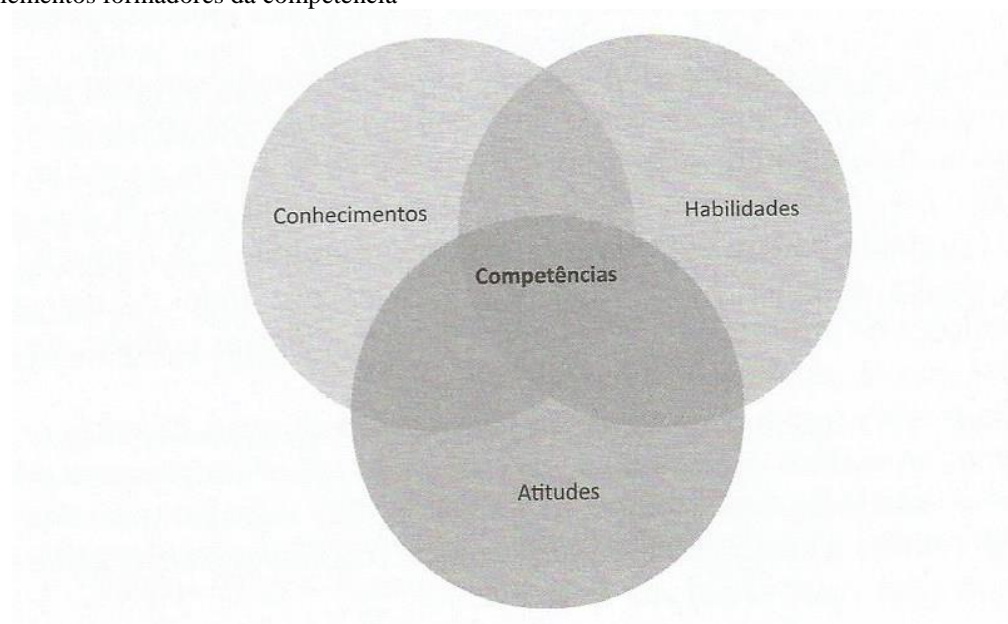 lementos formadores da competência
Conhecimentos
Habilidades
Competências
Atitudes